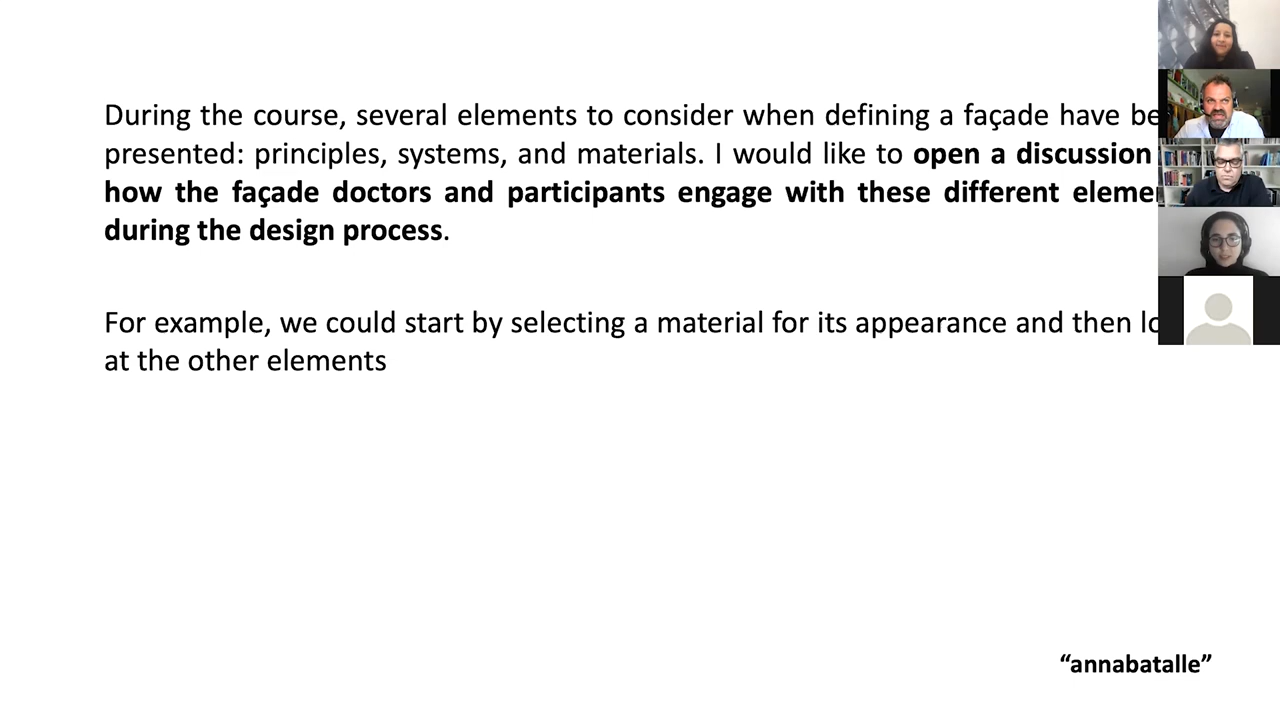 During the course, several elements to consider when defining a façade have be
presented: principles, systems, and materials. I would like to open a discussion
how the façade doctors and participants engage with these different eleme
during the design process.
For example, we could start by selecting a material for its appearance and then lo
at the other elements
“annabatalle”